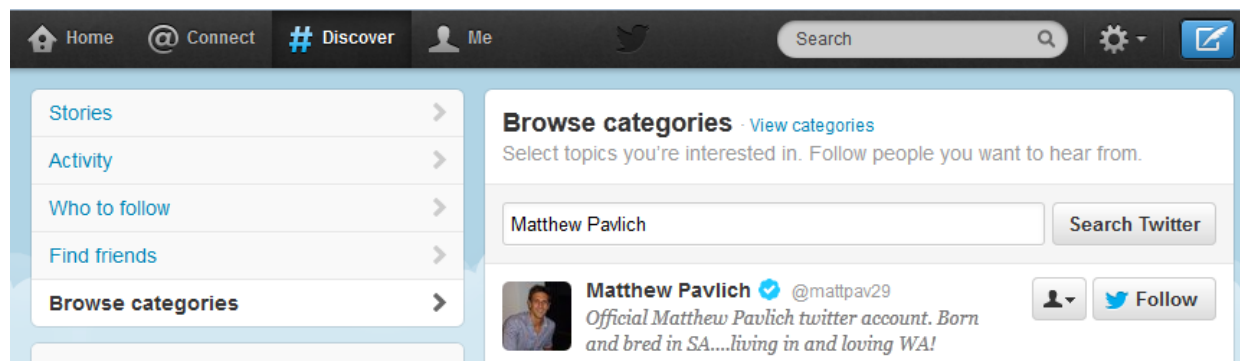 Home
Connect
Discover
Me
Search
Stories
Activity
Who to follow
Find friends
Browse categories
Browse categories · View categories
Select topics you're interested in. Follow people you want to hear from.
Matthew Pavlich
Search Twitter
Matthew Pavlich @mattpav29
Follow
Official Matthew Pavlich twitter account. Born
and bred in SA....living in and loving WA!